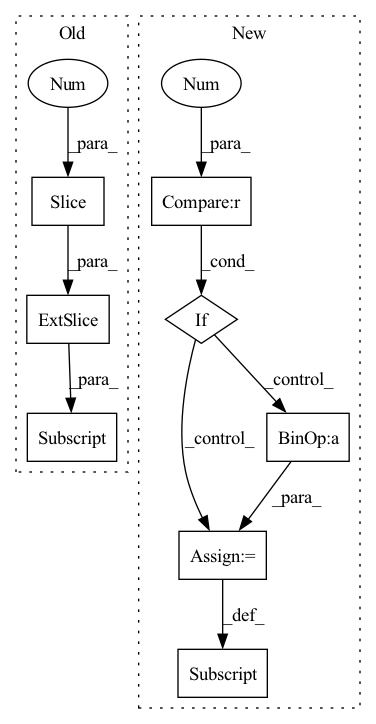 Old
New
Num
Num
_para_
_para_
Slice
Compare:r
_para_
_cond_
ExtSlice
If
_para_
_control_
_control_
Subscript
BinOp:a
_para_
Assign:=
_def_
Subscript